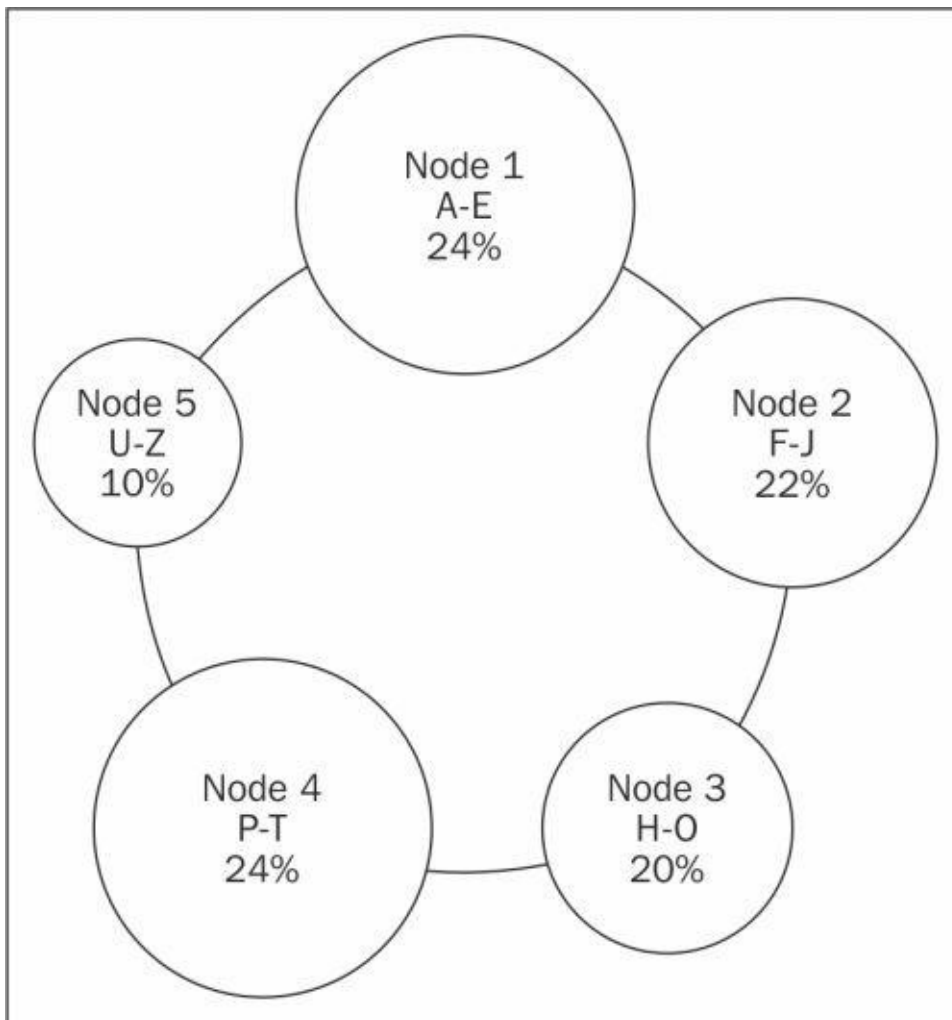 Node 1
A-E
24%
Node 2
F-J
22%
Node 3
H-O
20%
Node 4
P-T
24%
Node 5
U-Z
10%